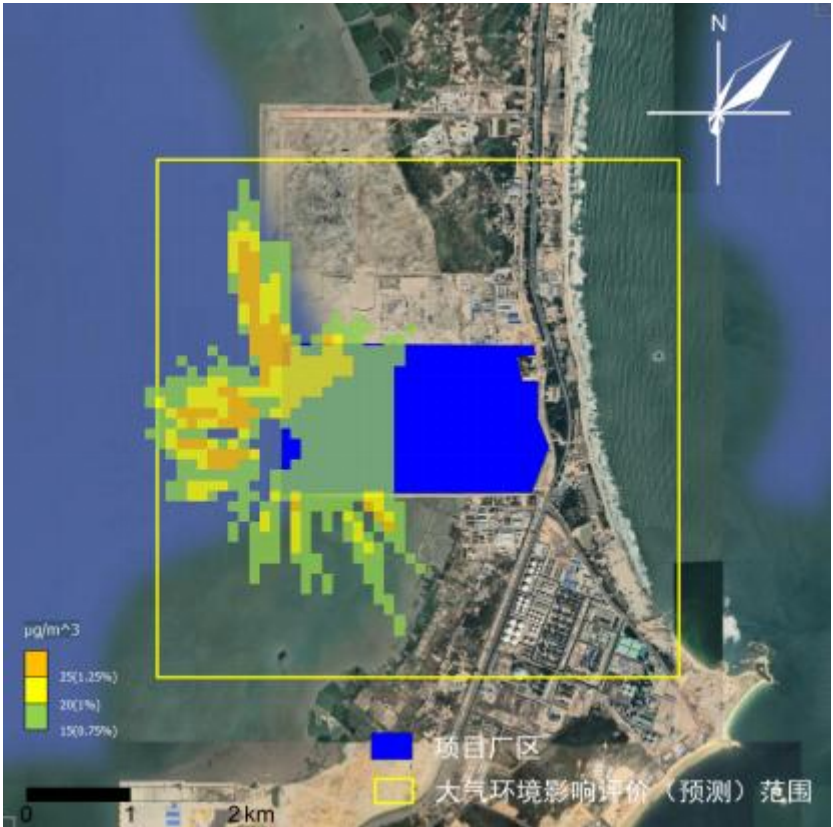 N
μg/m^3
25(1.25%)
20(1%)
15(0.75%)
项目厂区
大气环境影响评价（预测）范围
0 1 2 km